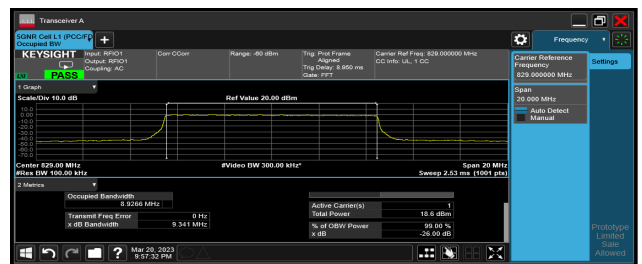 Transceiver A
5GNR Cell L1 (PCC/FD
Occupied BW
Frequency
KEYSIGHT
PASS
Input: RFIO1
Output: RFIO1
Coupling: AC
Corr CCorr
Range: -60 dBm
Trig: Prot Frame
Aligned
Trig Delay: 8.950 ms
Gate: FFT
Carrier Ref Freq: 829.000000 MHz
CC Info: UL, 1 CC
Carrier Reference
Frequency
829.000000 MHz
Settings
Span
20.000 MHz
Auto Detect
Manual
1 Graph
Scale/Div 10.0 dB
Ref Value 20.00 dBm
10.0
0.00
-10.0
-20.0
-30.0
-40.0
-50.0
-60.0
-70.0
Center 829.00 MHz
#Video BW 300.00 kHz*
Span 20 MHz
#Res BW 100.00 kHz
Sweep 2.53 ms (1001 pts)
2 Metrics
Occupied Bandwidth
8.9266 MHz
Transmit Freq Error
0 Hz
x dB Bandwidth
9.341 MHz
Active Carrier(s)
1
Total Power
18.6 dBm
% of OBW Power
99.00 %
x dB
-26.00 dB
Prototype
Limited
Sale
Allowed
?
Mar 20, 2023
9:57:32 PM